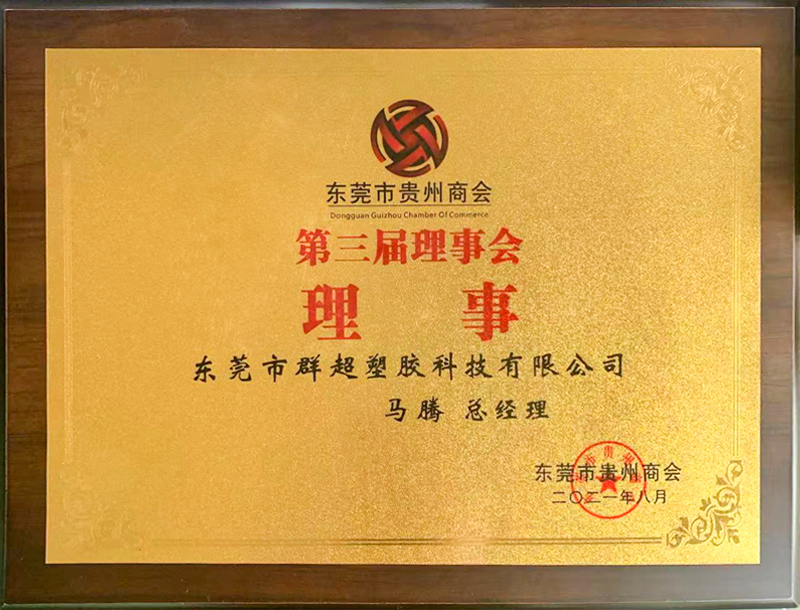 东莞市贵州商会
Dongguan Guizhou Chamber Of Commerce
第三届理事会
理 事
东莞市群超塑胶科技有限公司
马腾 总经理
东莞市贵州商会
二〇二一年八月